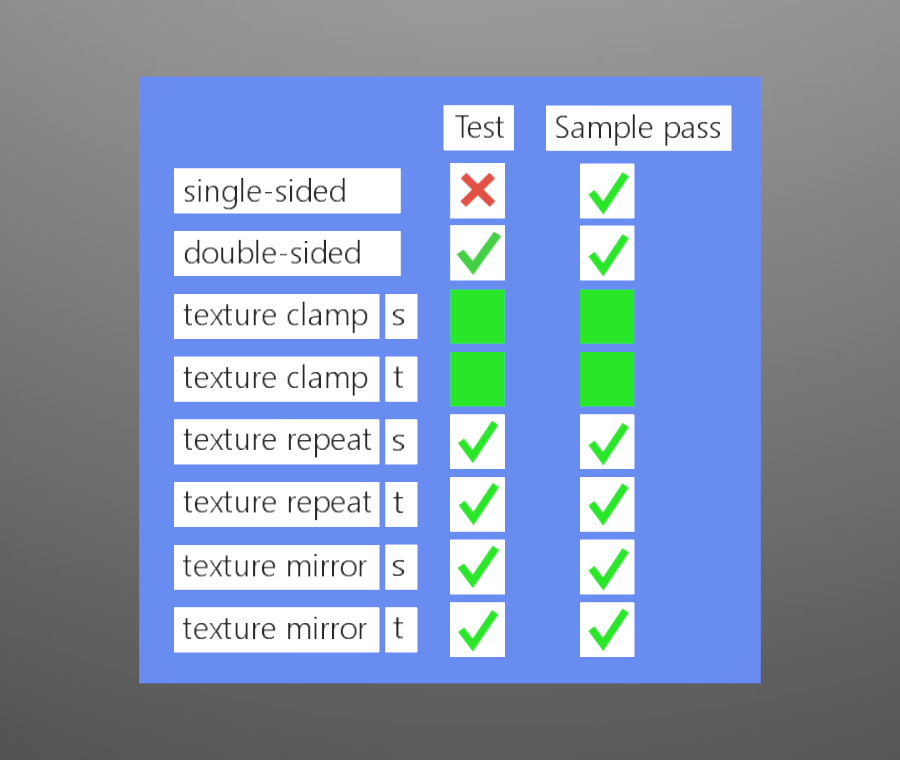 Test Sample pass
single-sided
double-sided
texture clamp s
texture clamp t
texture repeat s
texture repeat t
texture mirror s
texture mirror t